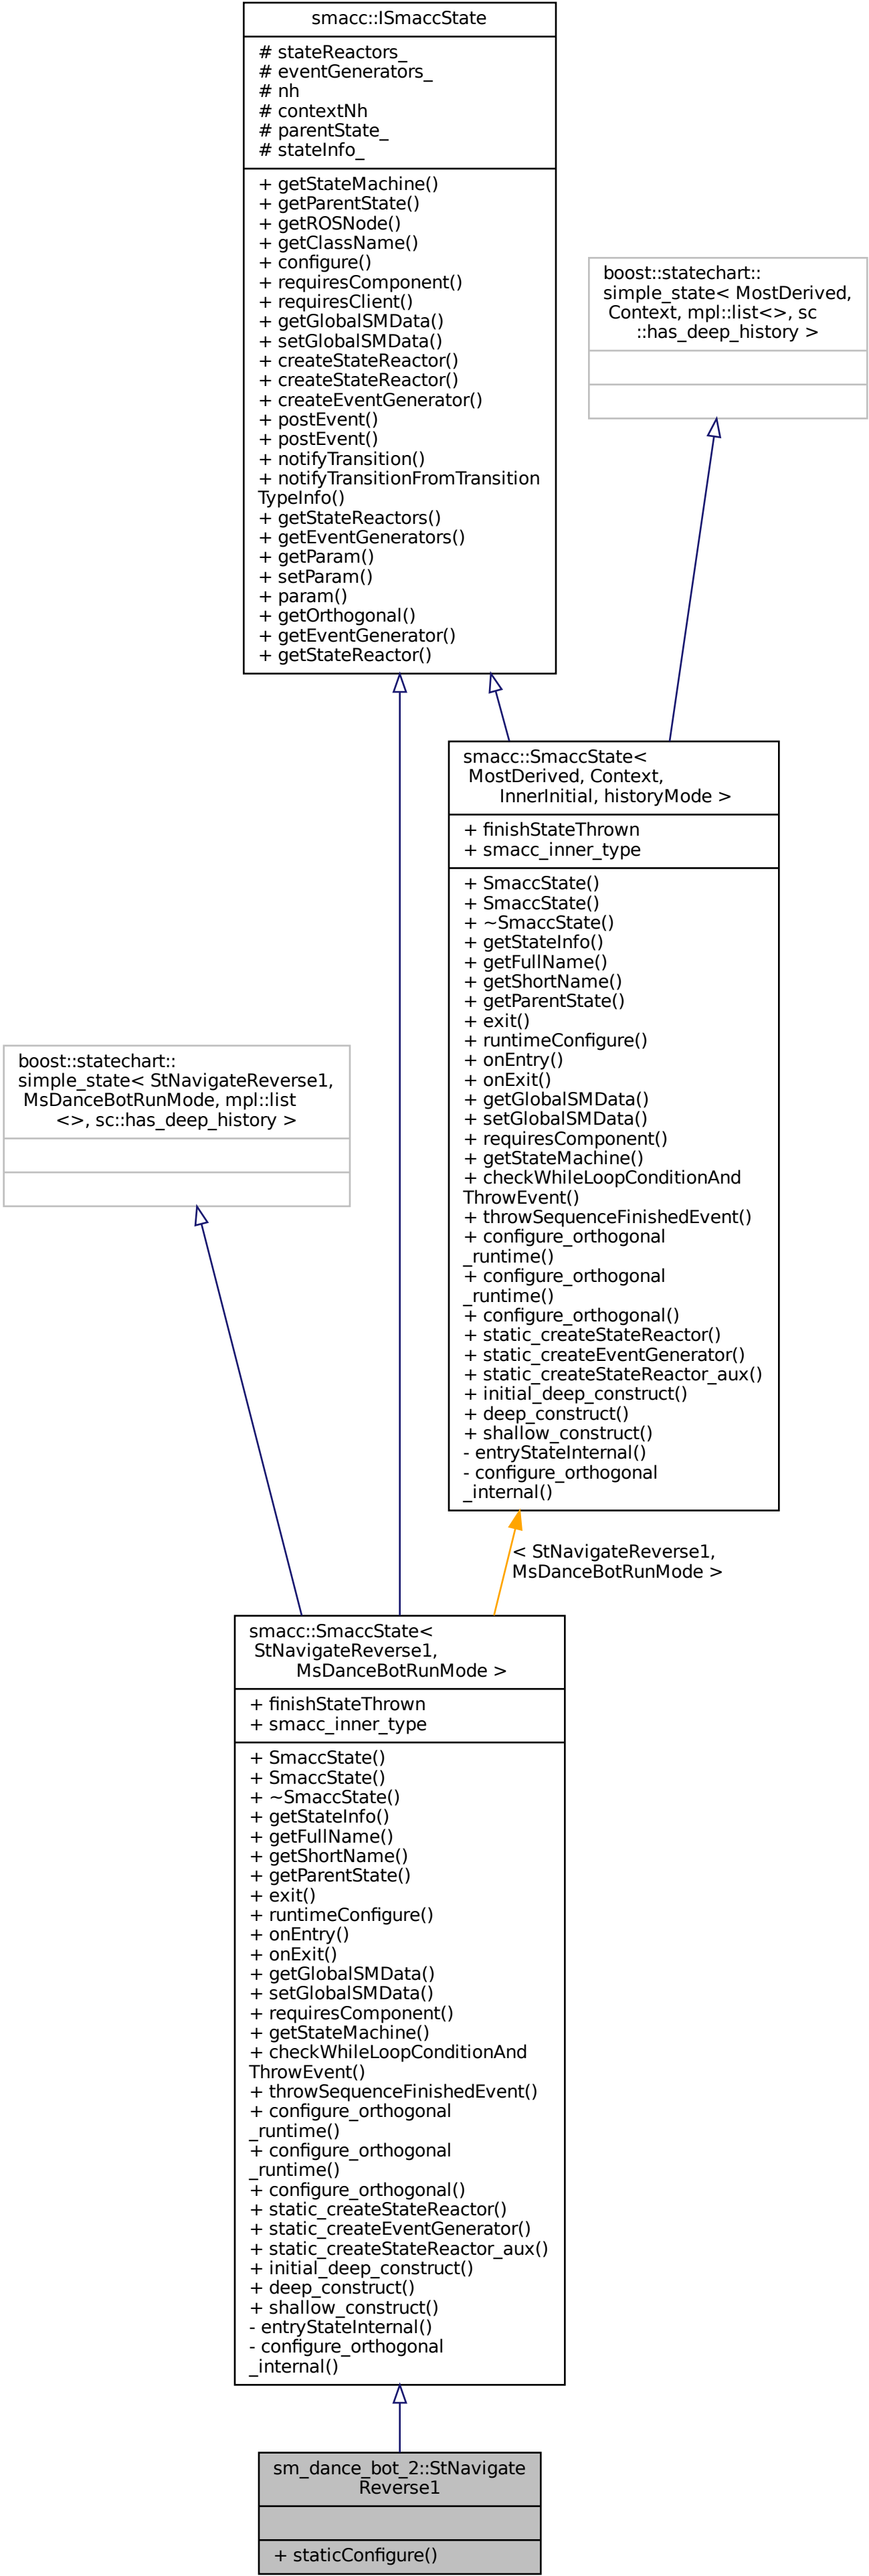 smacc::ISmaccState
# stateReactors_
# eventGenerators_
# nh
# contextNh
# parentState_
# stateInfo_
+ getStateMachine()
+ getParentState()
+ getROSNode()
+ getClassName()
+ configure()
+ requiresComponent()
+ requiresClient()
+ getGlobalSMData()
+ setGlobalSMData()
+ createStateReactor()
+ createStateReactor()
+ createEventGenerator()
+ postEvent()
+ postEvent()
+ notifyTransition()
+ notifyTransitionFromTransition
TypeInfo()
+ getStateReactors()
+ getEventGenerators()
+ getParam()
+ setParam()
+ param()
+ getOrthogonal()
+ getEventGenerator()
+ getStateReactor()
boost::statechart::
simple_state< MostDerived,
Context, mpl::list<>, sc
::has_deep_history >
smacc::SmaccState<
MostDerived, Context,
InnerInitial, historyMode >
+ finishStateThrown
+ smacc_inner_type
+ SmaccState()
+ SmaccState()
+ ~SmaccState()
+ getStateInfo()
+ getFullName()
+ getShortName()
+ getParentState()
+ exit()
+ runtimeConfigure()
+ onEntry()
+ onExit()
+ getGlobalSMData()
+ setGlobalSMData()
+ requiresComponent()
+ getStateMachine()
+ checkWhileLoopConditionAnd
ThrowEvent()
+ throwSequenceFinishedEvent()
+ configure_orthogonal
_runtime()
+ configure_orthogonal
_runtime()
+ configure_orthogonal()
+ static_createStateReactor()
+ static_createEventGenerator()
+ static_createStateReactor_aux()
+ initial_deep_construct()
+ deep_construct()
+ shallow_construct()
- entryStateInternal()
- configure_orthogonal
_internal()
boost::statechart::
simple_state< StNavigateReverse1,
MsDanceBotRunMode, mpl::list
<>, sc::has_deep_history >
< StNavigateReverse1,
MsDanceBotRunMode >
smacc::SmaccState<
StNavigateReverse1,
MsDanceBotRunMode >
+ finishStateThrown
+ smacc_inner_type
+ SmaccState()
+ SmaccState()
+ ~SmaccState()
+ getStateInfo()
+ getFullName()
+ getShortName()
+ getParentState()
+ exit()
+ runtimeConfigure()
+ onEntry()
+ onExit()
+ getGlobalSMData()
+ setGlobalSMData()
+ requiresComponent()
+ getStateMachine()
+ checkWhileLoopConditionAnd
ThrowEvent()
+ throwSequenceFinishedEvent()
+ configure_orthogonal
_runtime()
+ configure_orthogonal
_runtime()
+ configure_orthogonal()
+ static_createStateReactor()
+ static_createEventGenerator()
+ static_createStateReactor_aux()
+ initial_deep_construct()
+ deep_construct()
+ shallow_construct()
- entryStateInternal()
- configure_orthogonal
_internal()
sm_dance_bot_2::StNavigate
Reverse1
+ staticConfigure()